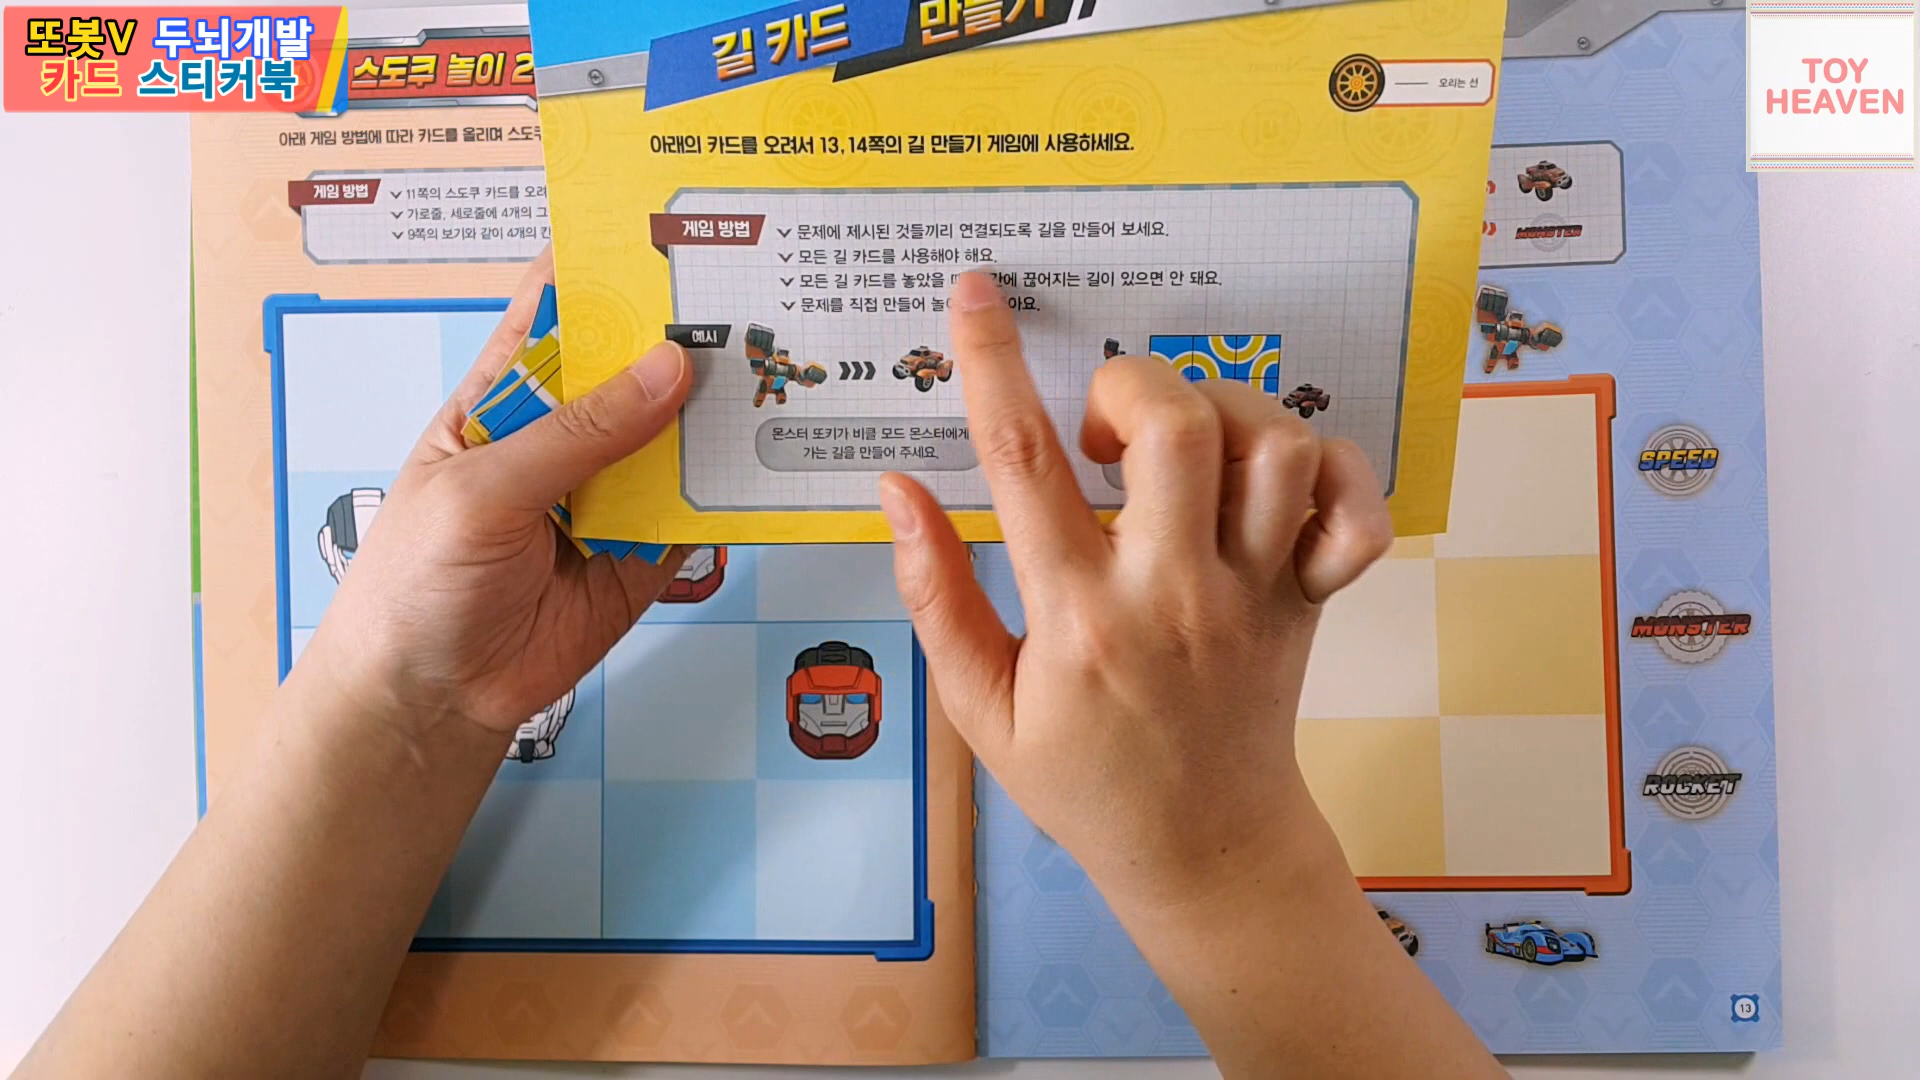 또봇V 두뇌개발
카드 스티커북
TOY
HEAVEN
스도쿠 놀이 2
아래 게임 방법에 따라 카드를 올리며 스도쿠
게임 방법
11쪽의 스도쿠 카드를 오려
가로줄, 세로줄에 4개의 그
9쪽의 보기와 같이 4개의 칸
길 카드 만들기
오리는 선
아래의 카드를 오려서 13, 14쪽의 길 만들기 게임에 사용하세요.
게임 방법
문제에 제시된 것들끼리 연결되도록 길을 만들어 보세요.
모든 길 카드를 사용해야 해요.
모든 길 카드를 놓았을 끊어지는 길이 있으면 안 돼요.
문제를 직접 만들어
예시
몬스터 또키가 비클 모드 몬스터에게
가는 길을 만들어 주세요.
MONSTER
SPEED
MONSTER
ROCKET
13